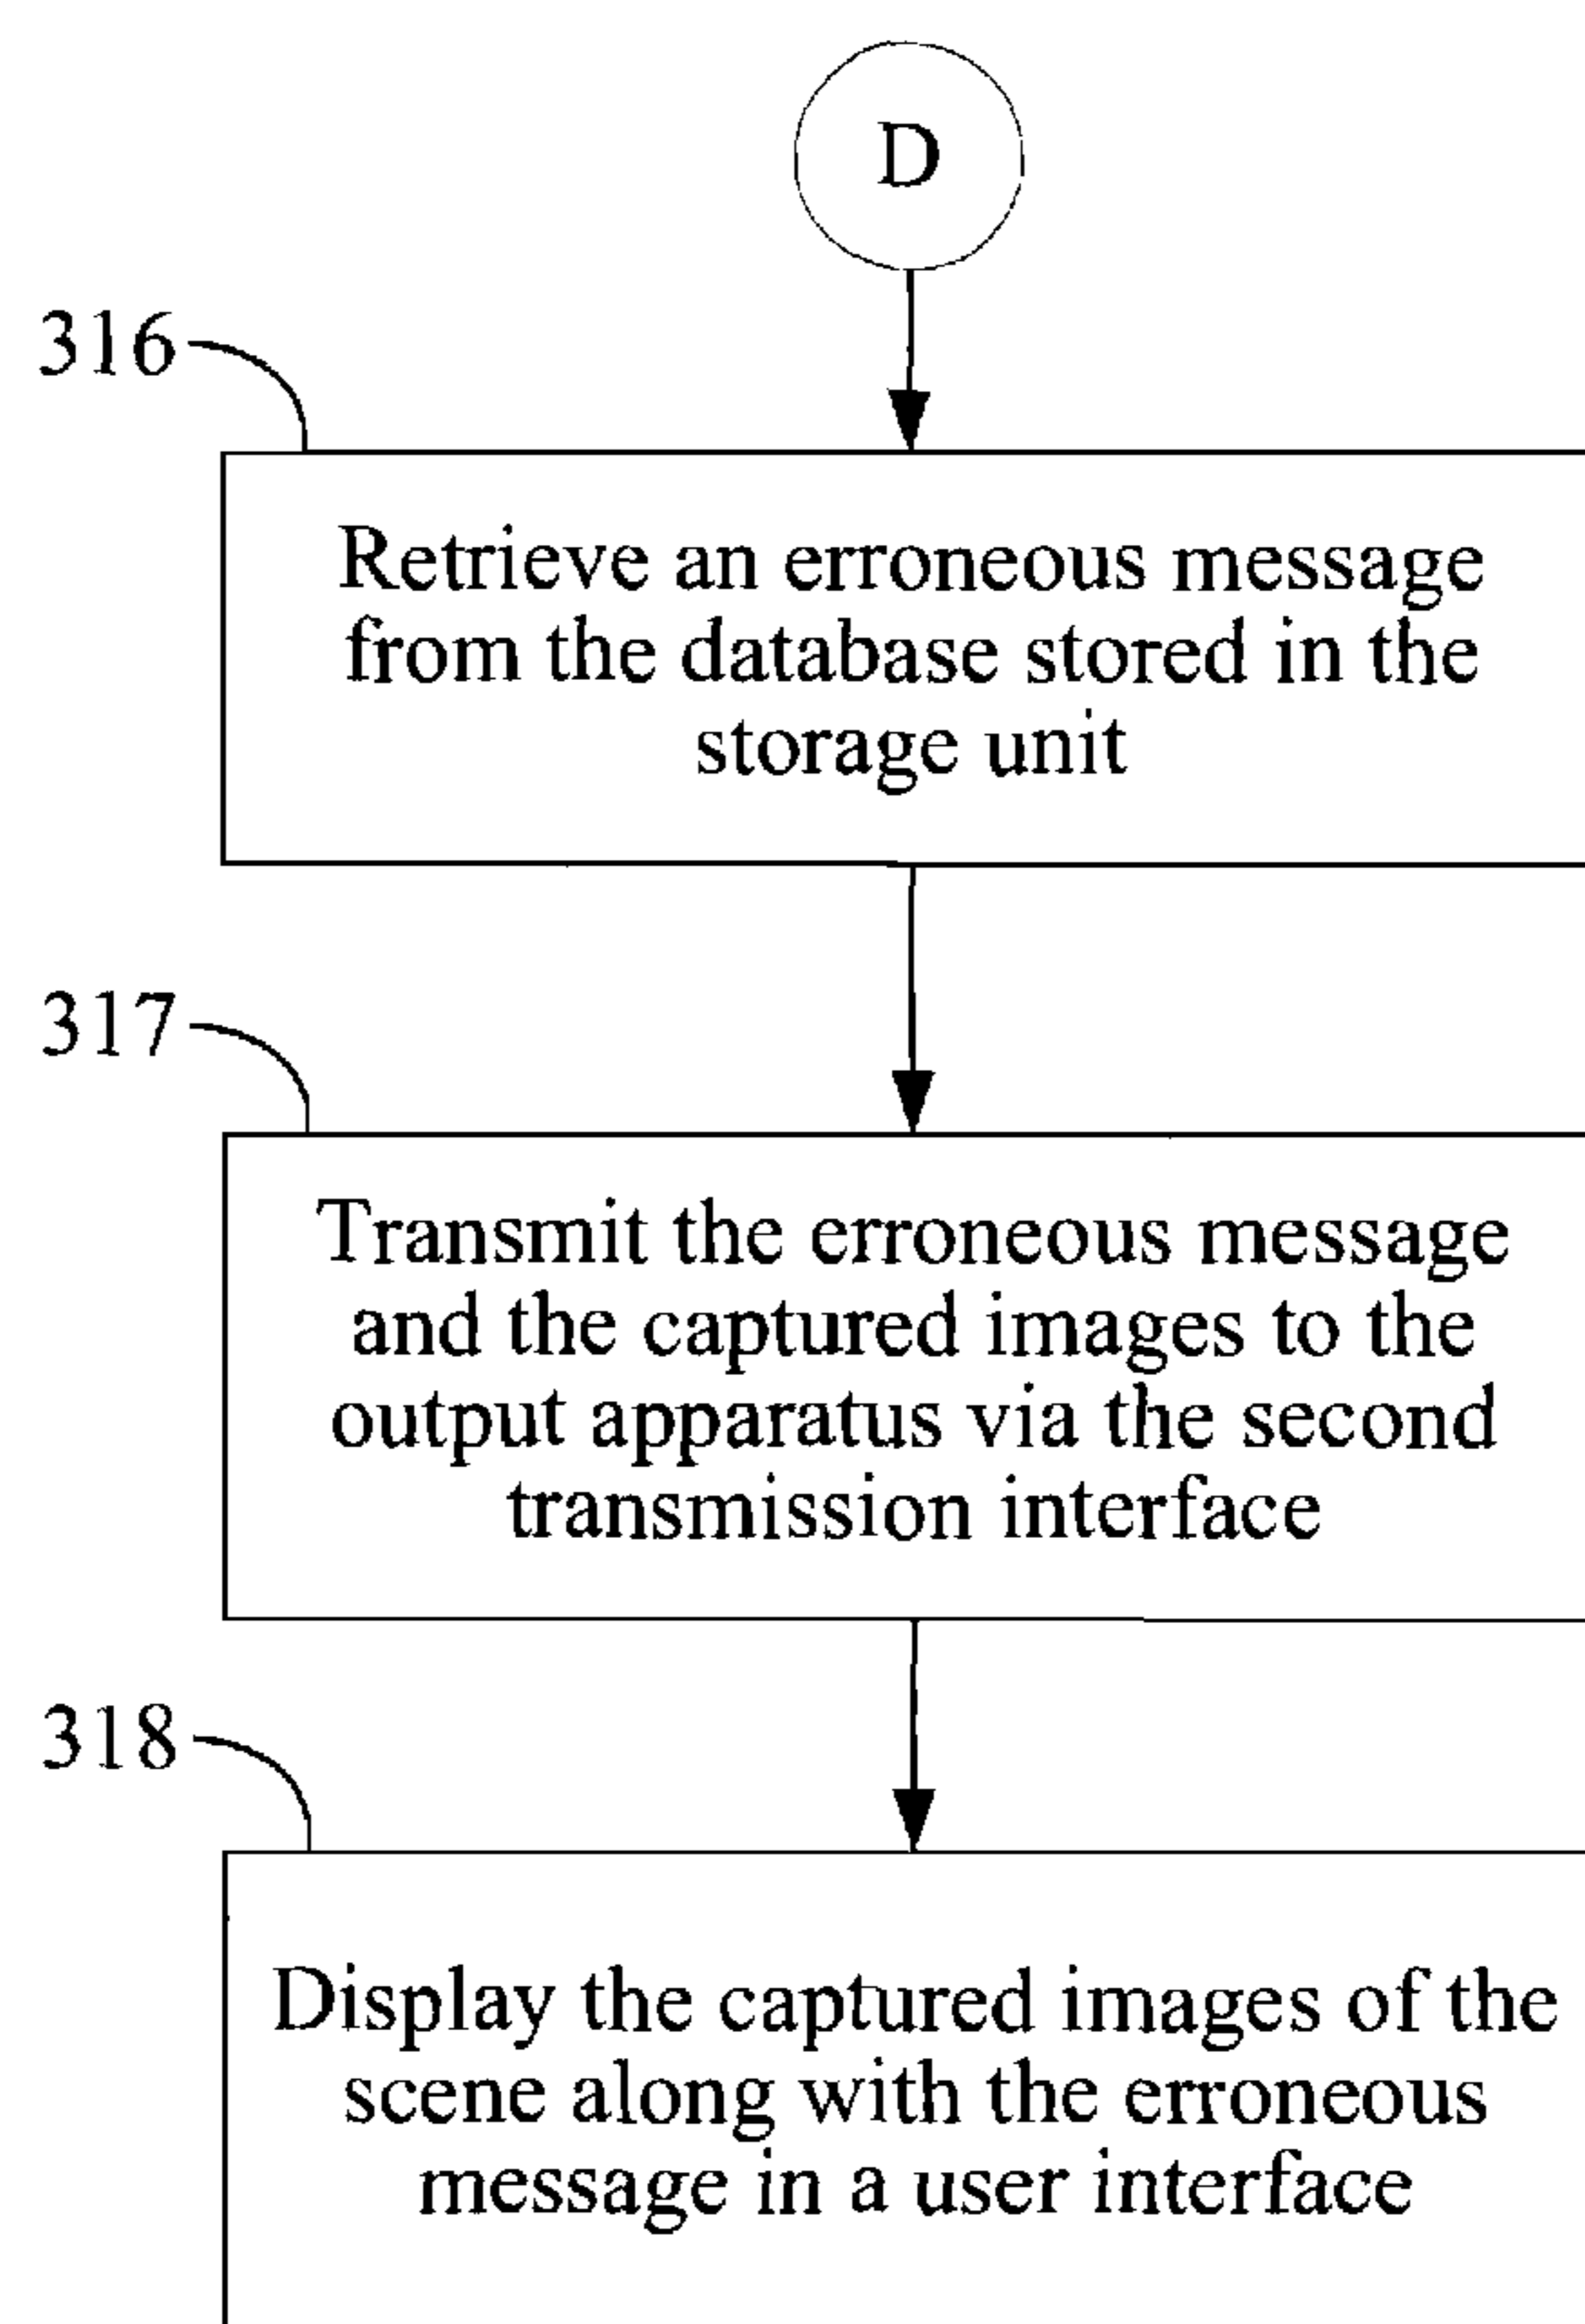 D
316
Retrieve an erroneous message
from the database stored in the
storage unit
317
Transmit the erroneous message
and the captured images to the
output apparatus via the second
transmission interface
318
Display the captured images of the
scene along with the erroneous
message in a user interface